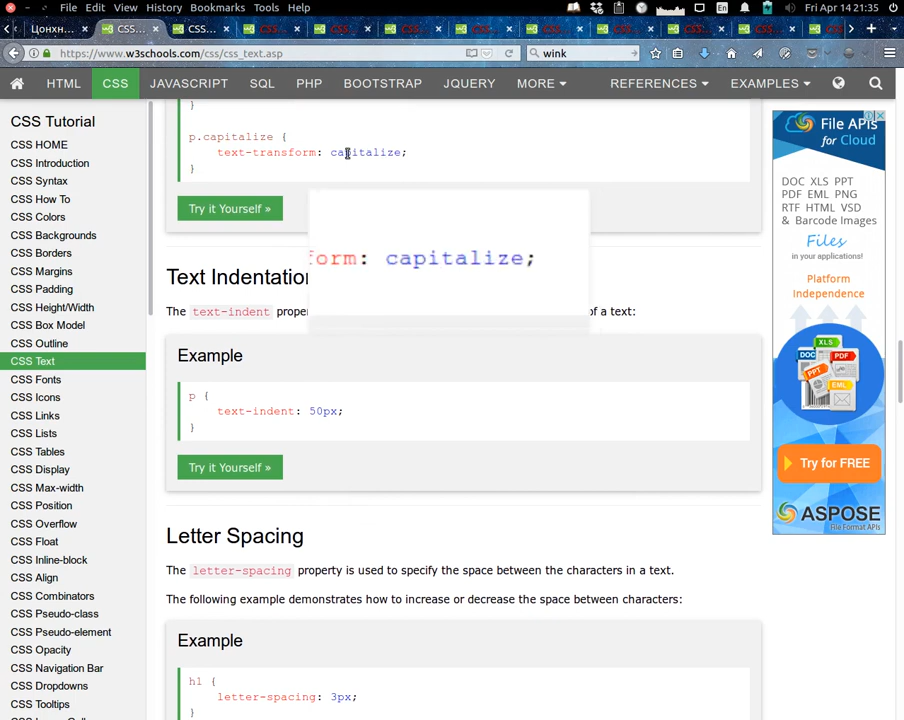 File Edit View History Bookmarks Tools Help
En Fri Apr 14 21:35
Цонхн... CSS... CSS...
https://www.w3schools.com/css/css_text.asp
wink
HTML CSS JAVASCRIPT SQL PHP BOOTSTRAP JQUERY MORE REFERENCES EXAMPLES
CSS Tutorial
CSS HOME
CSS Introduction
CSS Syntax
CSS How To
CSS Colors
CSS Backgrounds
CSS Borders
CSS Margins
CSS Padding
CSS Height/Width
CSS Box Model
CSS Outline
CSS Text
CSS Fonts
CSS Icons
CSS Links
CSS Lists
CSS Tables
CSS Display
CSS Max-width
CSS Position
CSS Overflow
CSS Float
CSS Inline-block
CSS Align
CSS Combinators
CSS Pseudo-class
CSS Pseudo-element
CSS Opacity
CSS Navigation Bar
CSS Dropdowns
CSS Tooltips
}
p.capitalize {
text-transform: capitalize;
}
Try it Yourself »
form: capitalize;
Text Indentation
The text-indent proper of a text:
Example
p {
text-indent: 50px;
}
Try it Yourself »
Letter Spacing
The letter-spacing property is used to specify the space between the characters in a text.
The following example demonstrates how to increase or decrease the space between characters:
Example
h1 {
letter-spacing: 3px;
}
File APIs
for Cloud
DOC XLS PPT
PDF EML PNG
RTF HTML VSD
& Barcode Images
Files
in your applications!
Platform
Independence
XLS
DOC
PDF
PPT
EML
Try for FREE
ASPOSE
File Format APIs